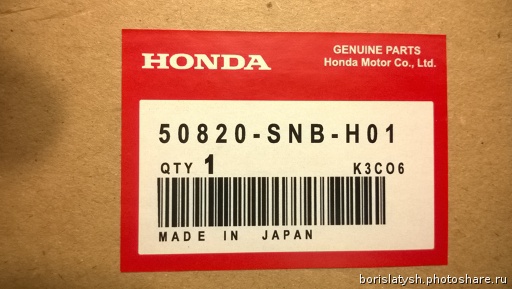 HONDA
GENUINE PARTS
Honda Motor Co., Ltd.
50820-SNB-H01
QTY 1 K3C06
MADE IN JAPAN
borislatysh.photoshare.ru